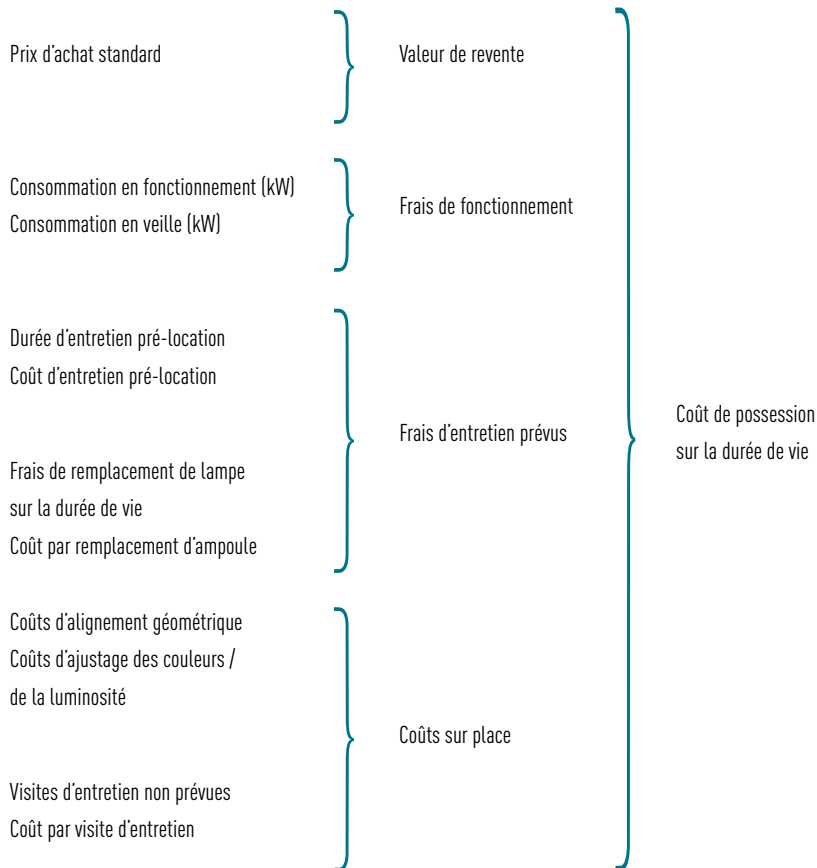 Prix d'achat standard
Valeur de revente
Consommation en fonctionnement (kW)
Consommation en veille (kW)
Frais de fonctionnement
Durée d'entretien pré-location
Coût d'entretien pré-location
Frais de remplacement de lampe
sur la durée de vie
Coût par remplacement d'ampoule
Frais d'entretien prévus
Coûts d'alignement géométrique
Coûts d'ajustage des couleurs /
de la luminosité
Visites d'entretien non prévues
Coût par visite d'entretien
Coûts sur place
Coût de possession
sur la durée de vie